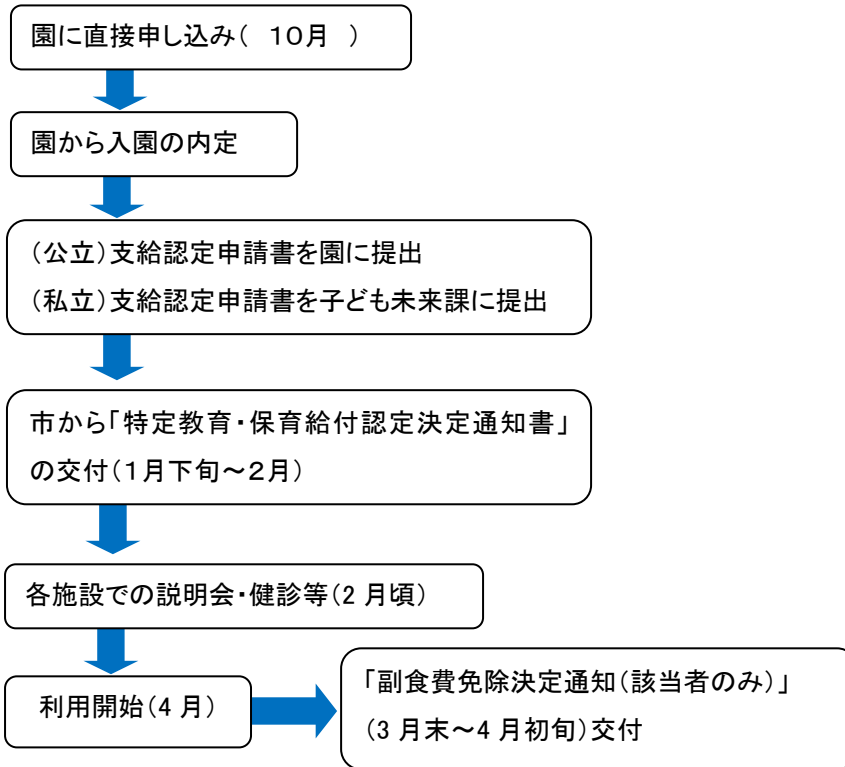 園に直接申し込み( 10月 )
園から入園の内定
(公立)支給認定申請書を園に提出
(私立)支給認定申請書を子ども未来課に提出
市から「特定教育・保育給付認定決定通知書」
の交付(1月下旬~2月)
各施設での説明会・健診等(2月頃)
利用開始(4月)
「副食費免除決定通知(該当者のみ)」
(3月末~4月初旬)交付